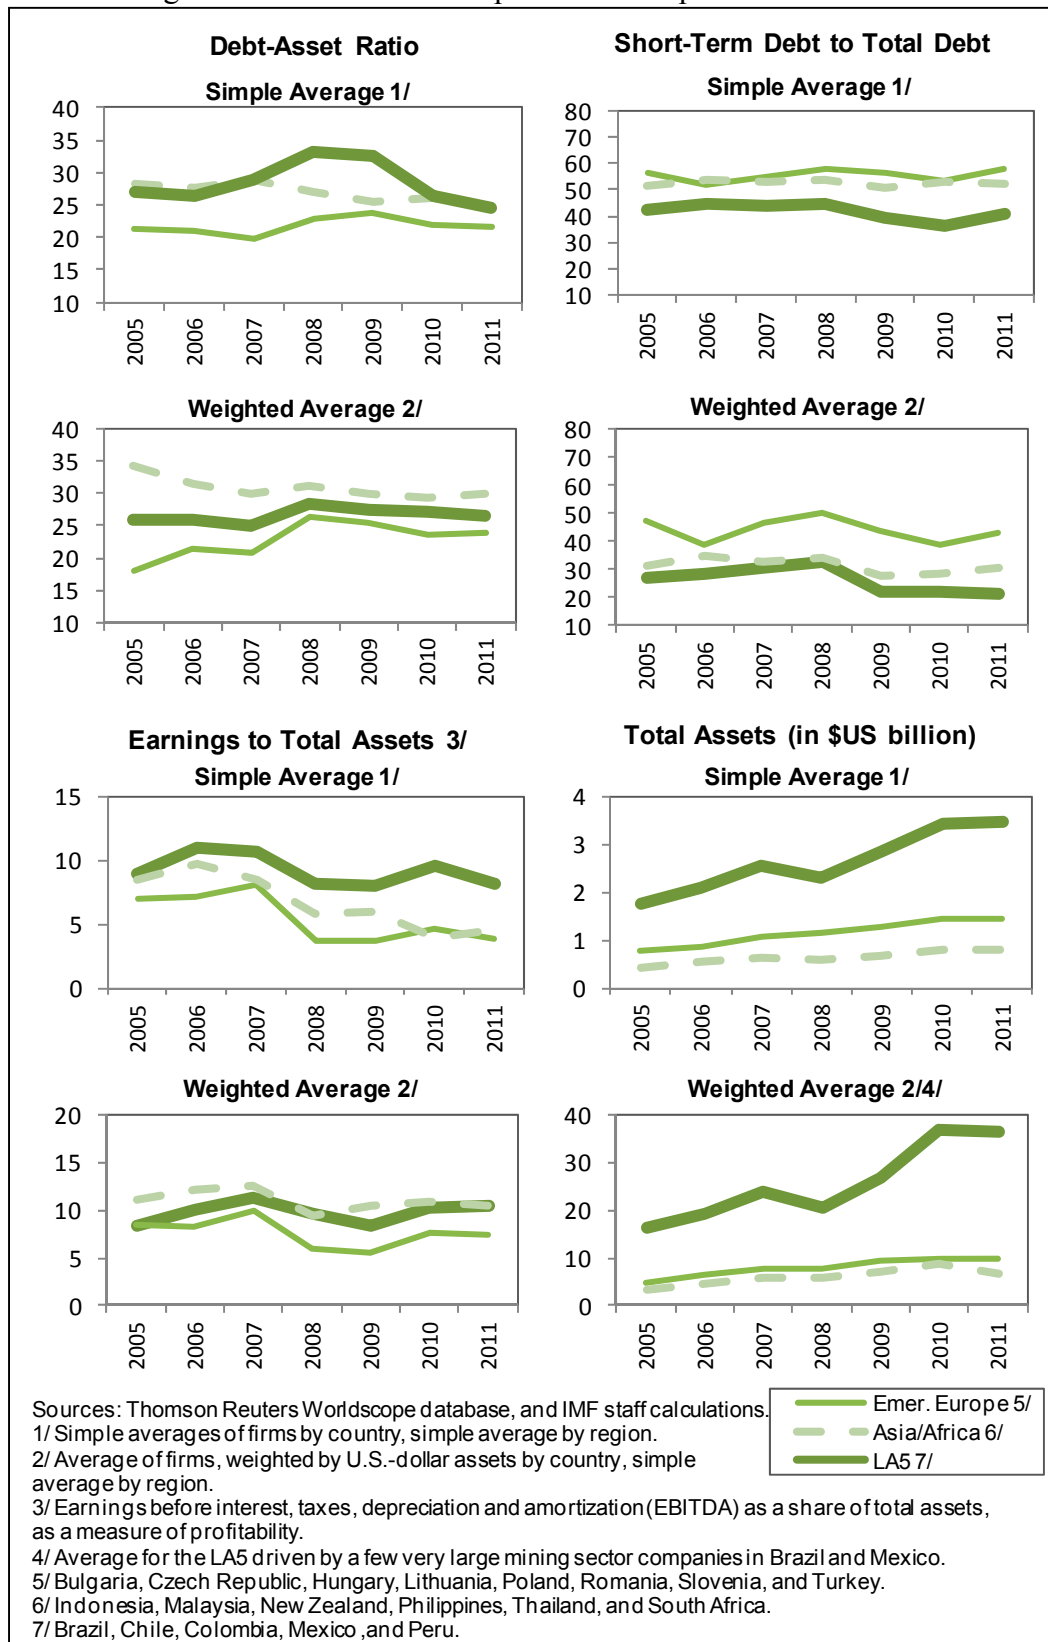 Debt-Asset Ratio
Simple Average 1/
40
35
30
25
20
15
10
2005 2006 2007 2008 2009 2010 2011
Short-Term Debt to Total Debt
Simple Average 1/
80
70
60
50
40
30
20
10
2005 2006 2007 2008 2009 2010 2011
Weighted Average 2/
40
35
30
25
20
15
10
2005 2006 2007 2008 2009 2010 2011
Weighted Average 2/
80
70
60
50
40
30
20
10
2005 2006 2007 2008 2009 2010 2011
Earnings to Total Assets 3/
Simple Average 1/
15
10
5
0
2005 2006 2007 2008 2009 2010 2011
Total Assets (in $US billion)
Simple Average 1/
4
3
2
1
0
2005 2006 2007 2008 2009 2010 2011
Weighted Average 2/
20
15
10
5
0
2005 2006 2007 2008 2009 2010 2011
Weighted Average 2/4/
40
30
20
10
0
2005 2006 2007 2008 2009 2010 2011
Emer. Europe 5/
Asia/Africa 6/
LA5 7/
Sources: Thomson Reuters Worldscope database, and IMF staff calculations.
1/ Simple averages of firms by country, simple average by region.
2/ Average of firms, weighted by U.S.-dollar assets by country, simple
average by region.
3/ Earnings before interest, taxes, depreciation and amortization (EBITDA) as a share of total assets,
as a measure of profitability.
4/ Average for the LA5 driven by a few very large mining sector companies in Brazil and Mexico.
5/ Bulgaria, Czech Republic, Hungary, Lithuania, Poland, Romania, Slovenia, and Turkey.
6/ Indonesia, Malaysia, New Zealand, Philippines, Thailand, and South Africa.
7/ Brazil, Chile, Colombia, Mexico ,and Peru.